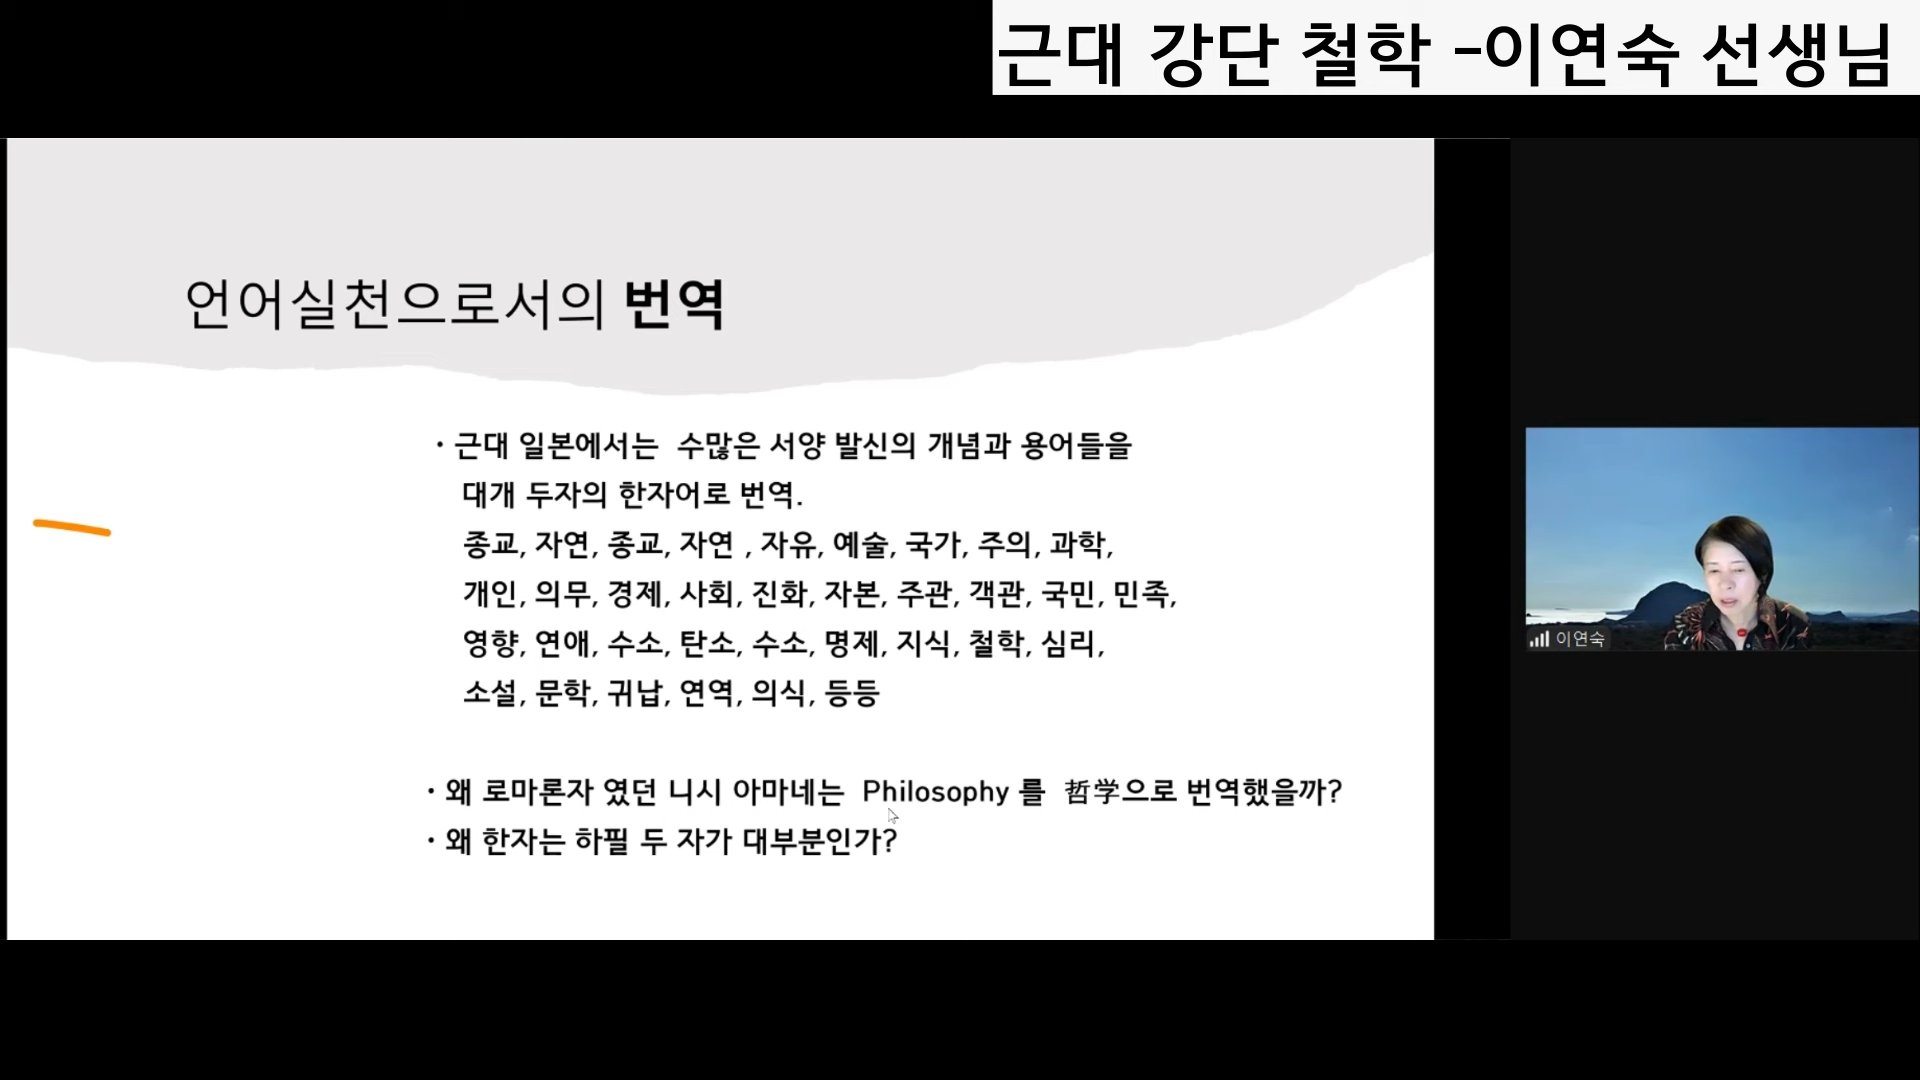 근대 강단 철학 -이연숙 선생님
언어실천으로서의 번역
· 근대 일본에서는 수많은 서양 발신의 개념과 용어들을
대개 두자의 한자어로 번역.
종교, 자연, 종교, 자연 , 자유, 예술, 국가, 주의, 과학,
개인, 의무, 경제, 사회, 진화, 자본, 주관, 객관, 국민, 민족,
영향, 연애, 수소, 탄소, 수소, 명제, 지식, 철학, 심리,
소설, 문학, 귀납, 연역, 의식, 등등
· 왜 로마론자 였던 니시 아마네는 Philosophy 를 哲学으로 번역했을까?
· 왜 한자는 하필 두 자가 대부분인가?
이연숙